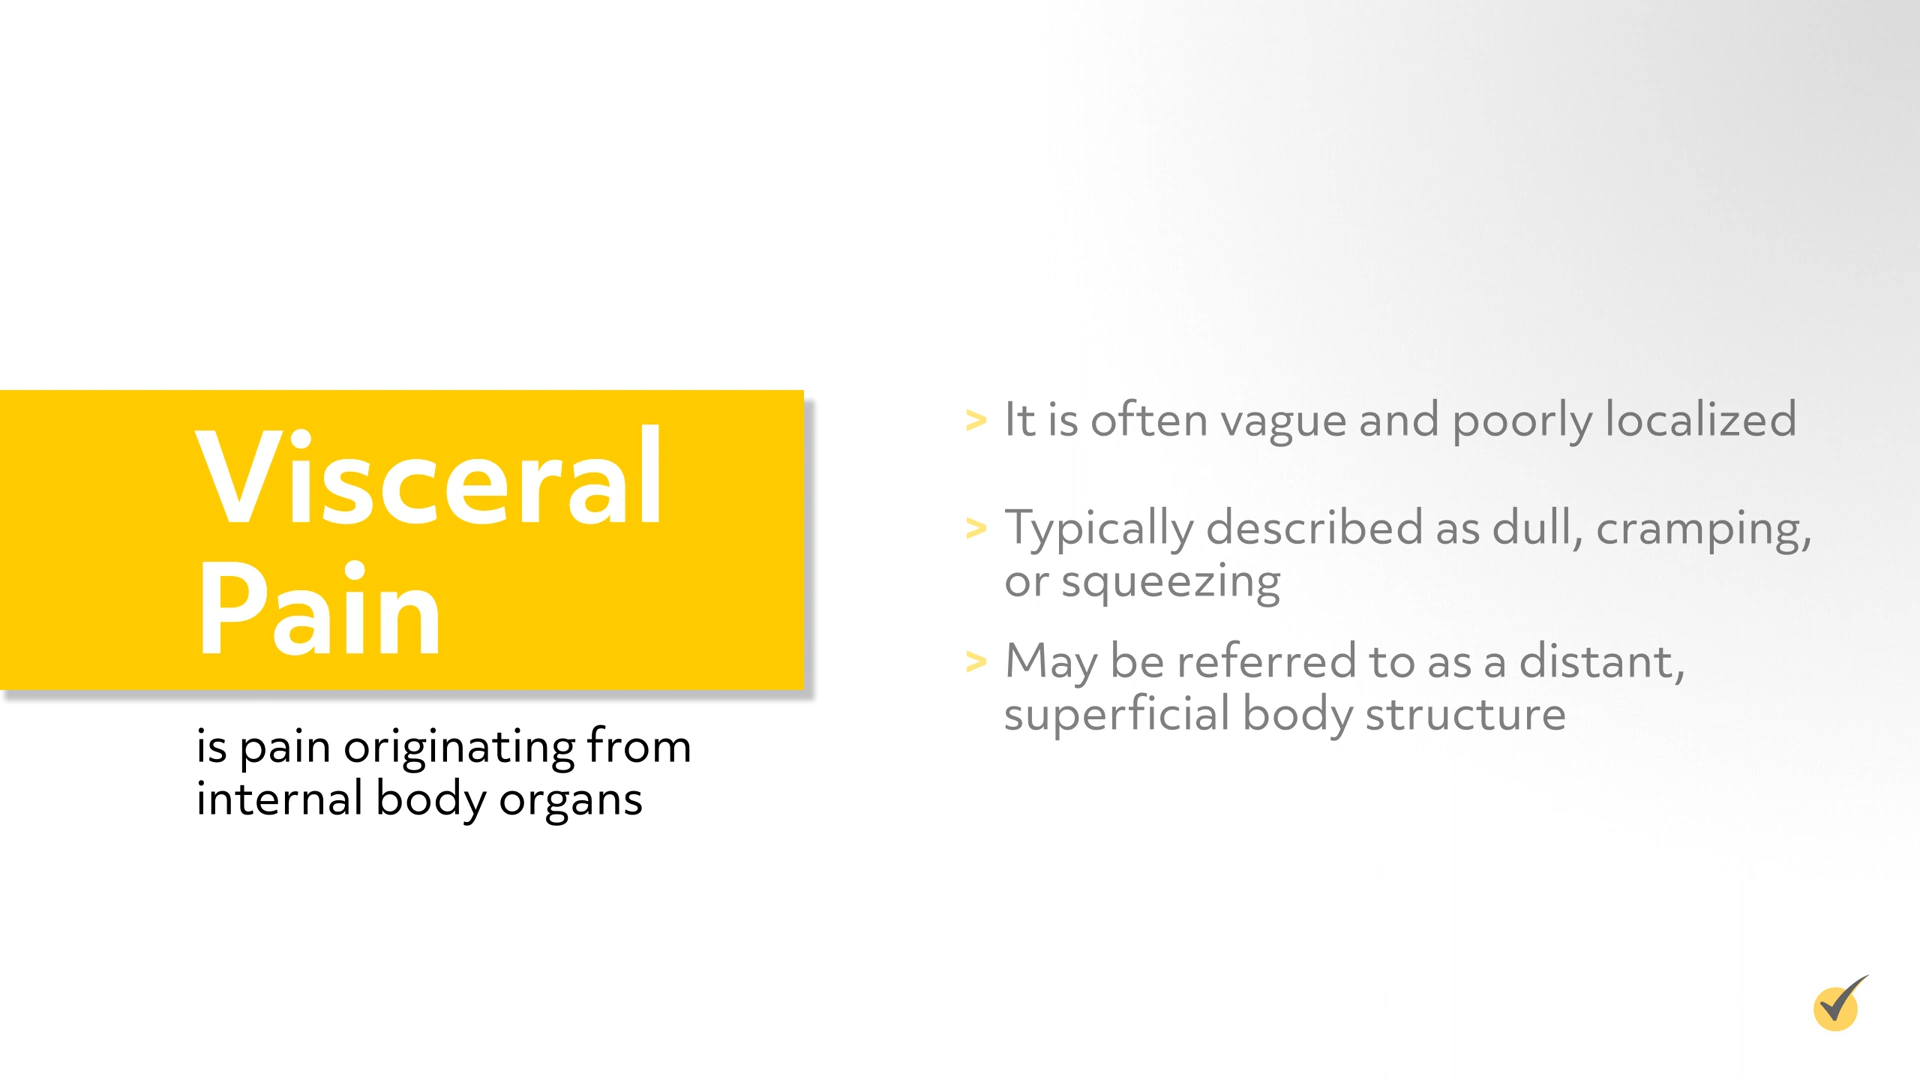 Visceral
Pain
is pain originating from
internal body organs
> It is often vague and poorly localized
> Typically described as dull, cramping,
or squeezing
> May be referred to as a distant,
superficial body structure